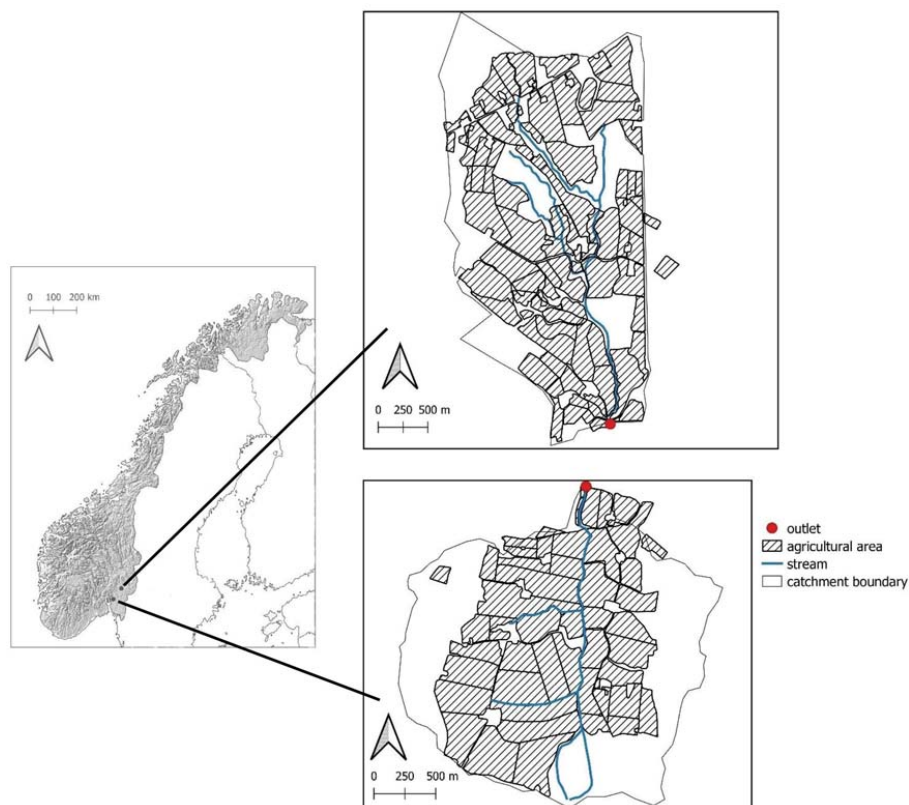 0 100 200 km
0 250 500 m
0 250 500 m
outlet
agricultural area
stream
catchment boundary